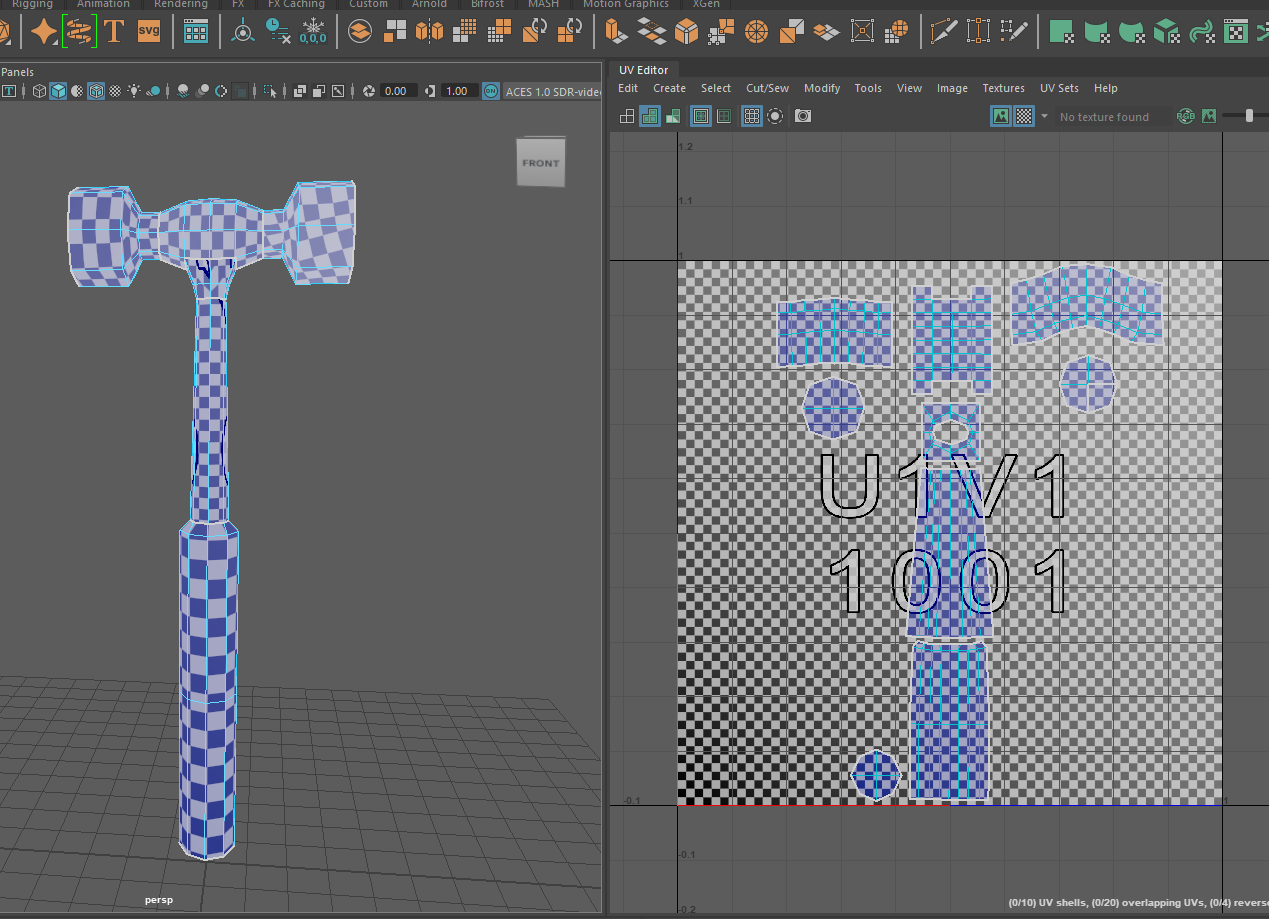 Rigging Animation Rendering FX FX Caching Custom Arnold Bifrost MASH Motion Graphics XGen
T SVG 0,0,0
Panels
T 0.00 1.00 ON ACES 1.0 SDR-video
FRONT
persp
UV Editor
Edit Create Select Cut/Sew Modify Tools View Image Textures UV Sets Help
No texture found RGB
1.2
1.1
1
U1V1
1001
-0.1 1
-0.1
-0.2
(0/10) UV shells, (0/20) overlapping UVs, (0/4) reverse